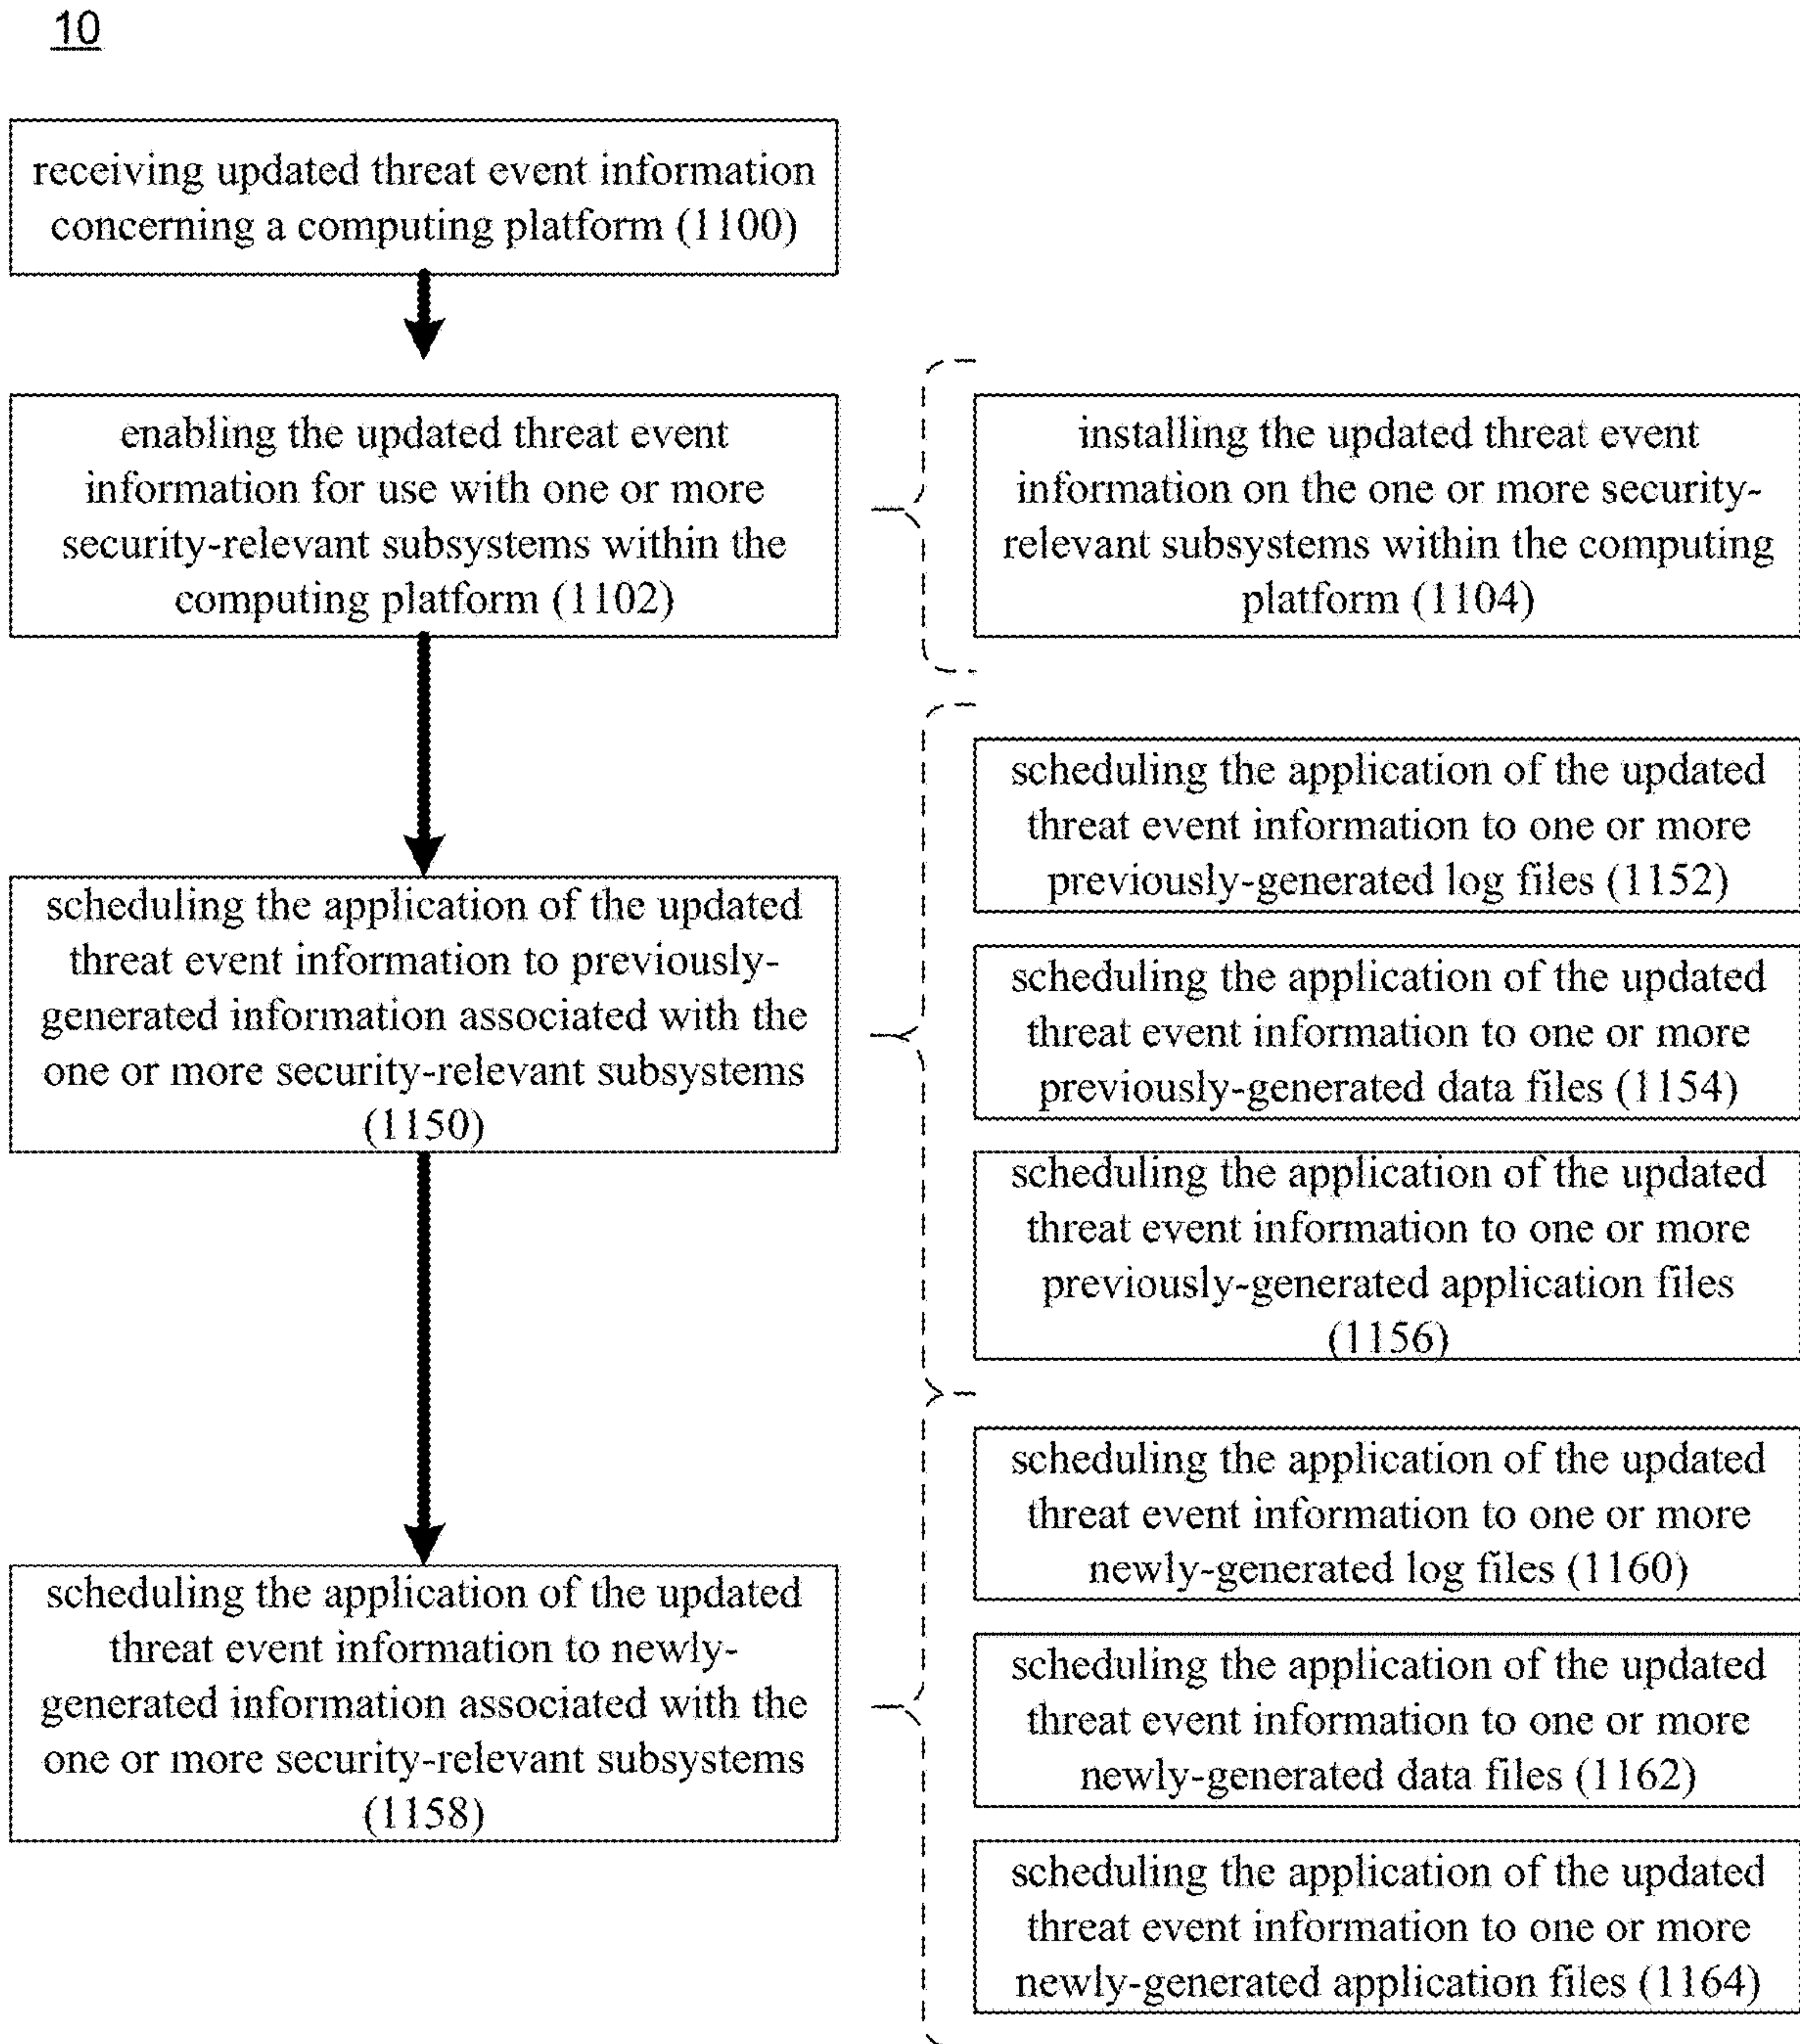 10
receiving updated threat event information
concerning a computing platform (1100)
enabling the updated threat event
information for use with one or more
security-relevant subsystems within the
computing platform (1102)
installing the updated threat event
information on the one or more security-
relevant subsystems within the computing
platform (1104)
scheduling the application of the updated
threat event information to previously-
generated information associated with the
one or more security-relevant subsystems
(1150)
scheduling the application of the updated
threat event information to one or more
previously-generated log files (1152)
scheduling the application of the updated
threat event information to one or more
previously-generated data files (1154)
scheduling the application of the updated
threat event information to one or more
previously-generated application files
(1156)
scheduling the application of the updated
threat event information to newly-
generated information associated with the
one or more security-relevant subsystems
(1158)
scheduling the application of the updated
threat event information to one or more
newly-generated log files (1160)
scheduling the application of the updated
threat event information to one or more
newly-generated data files (1162)
scheduling the application of the updated
threat event information to one or more
newly-generated application files (1164)